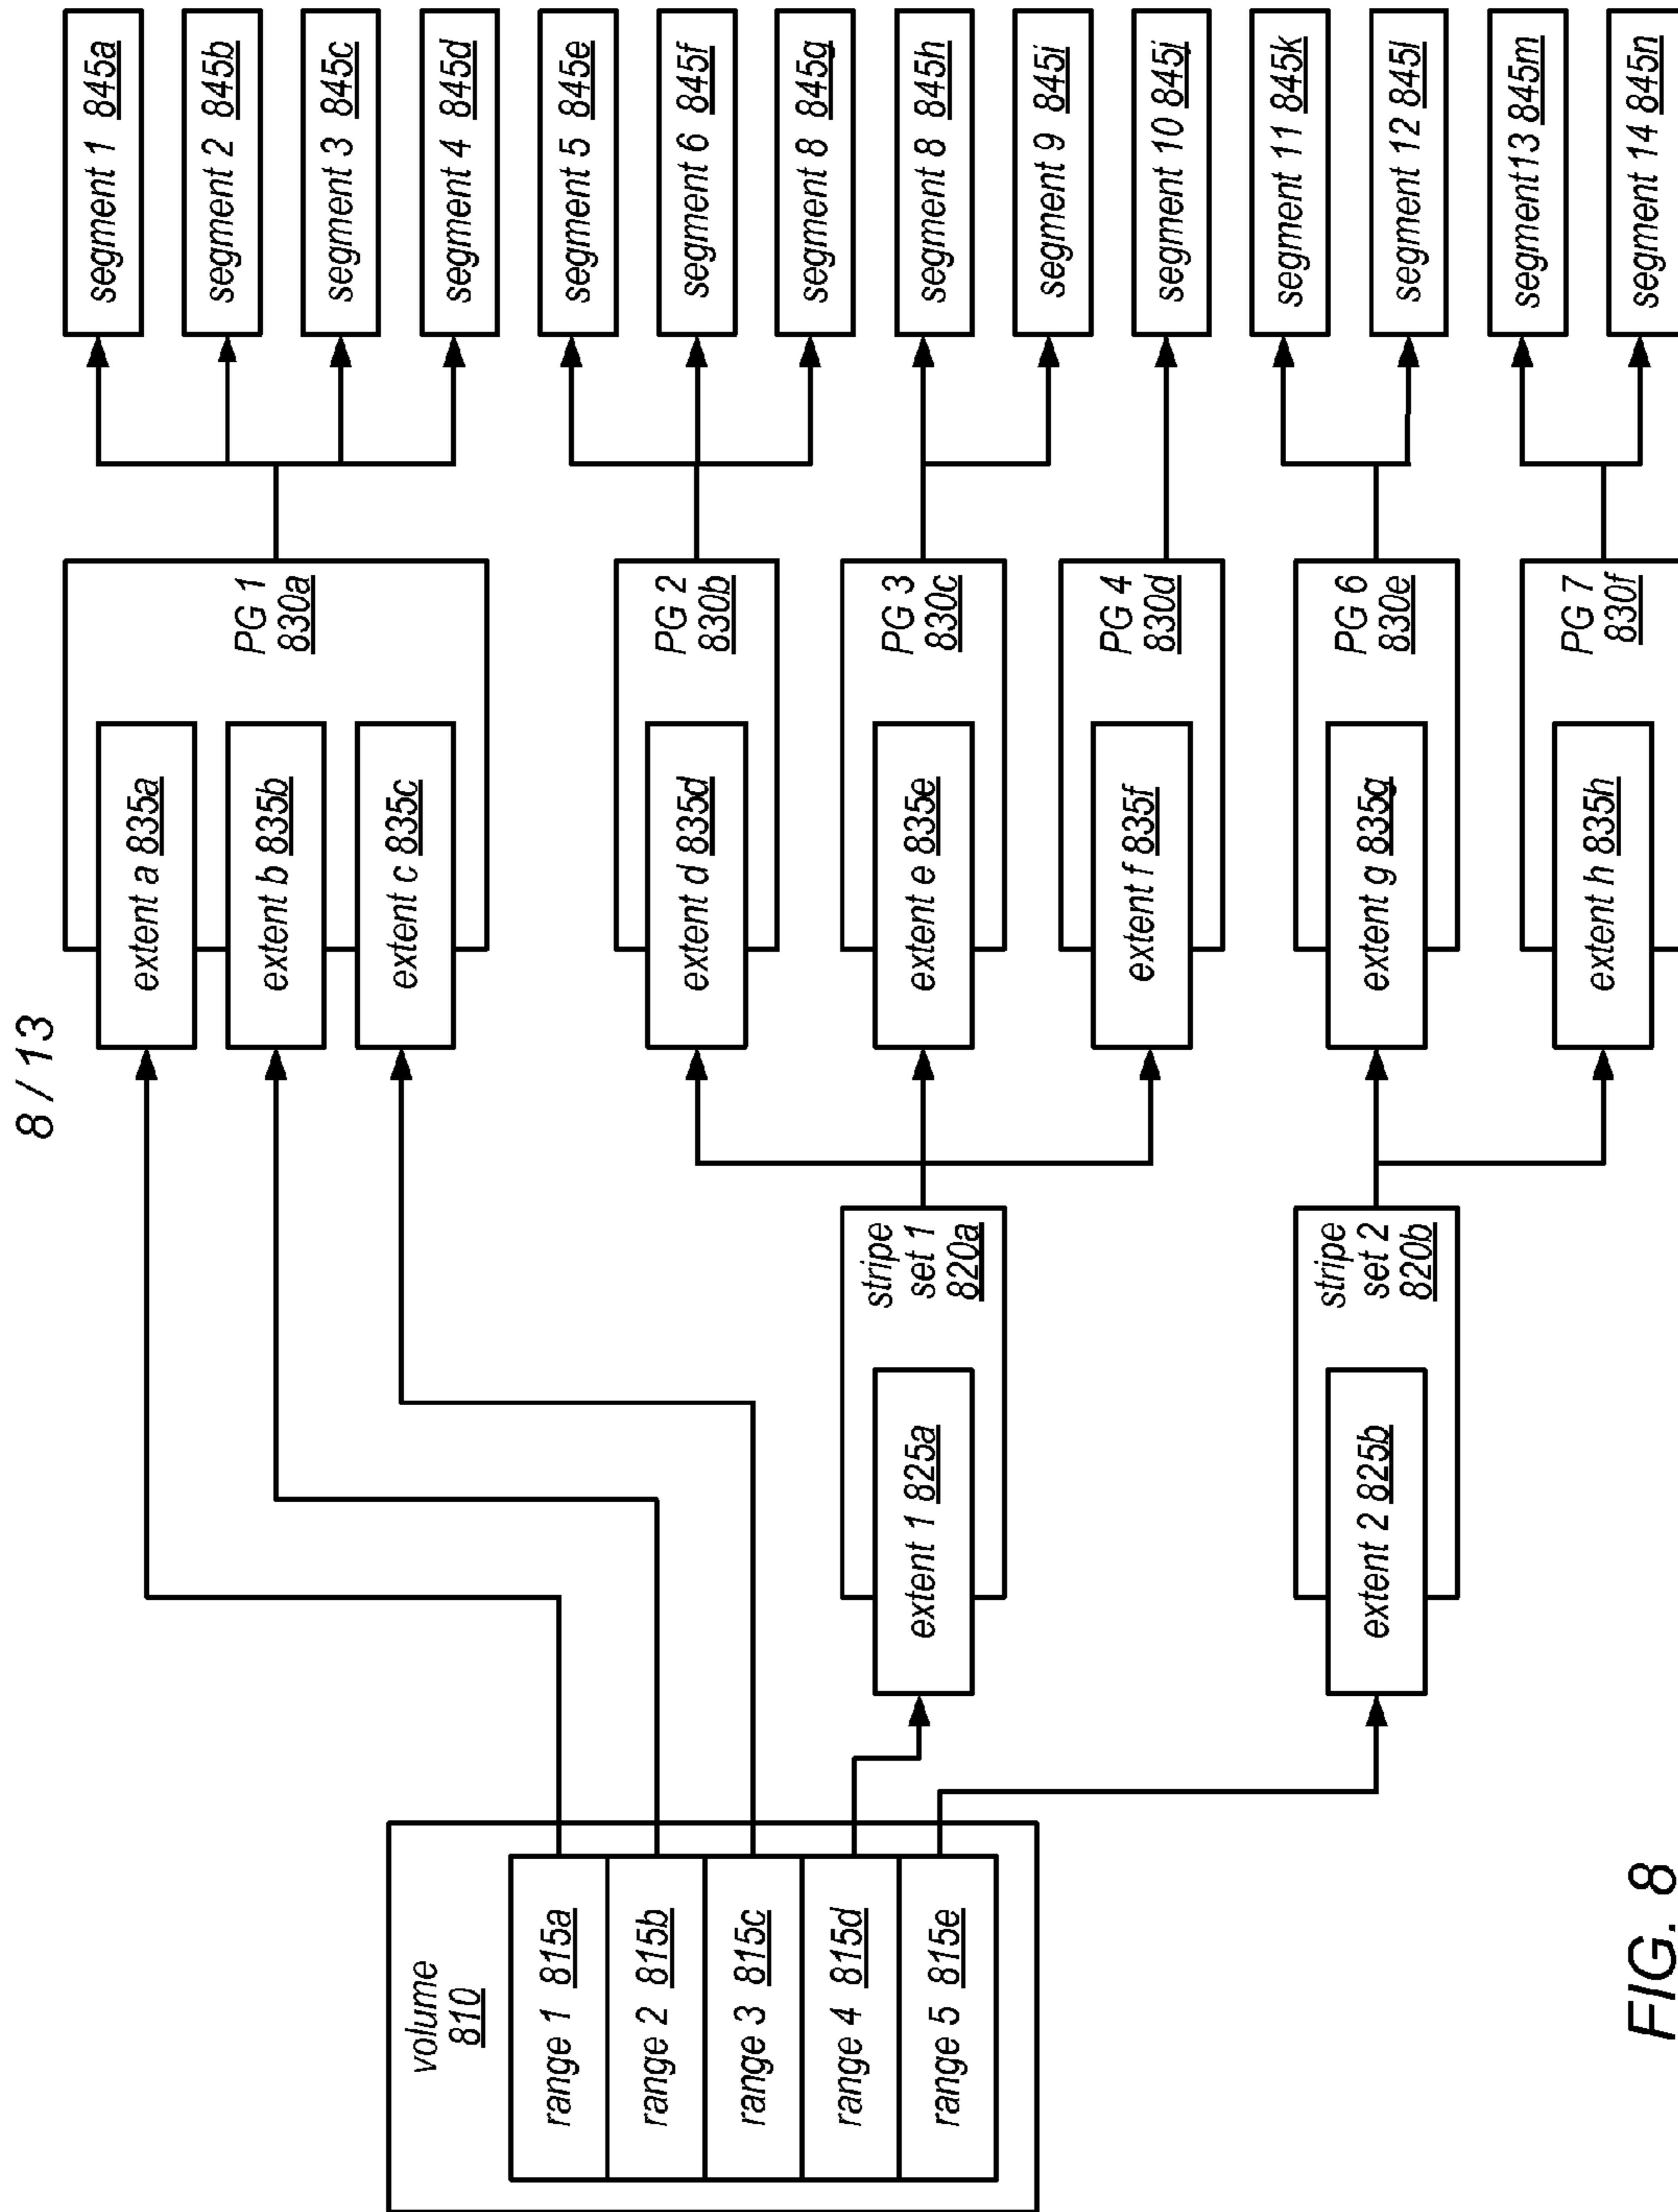 8 / 13
volume
810
range 1 815a
range 2 815b
range 3 815c
range 4 815d
range 5 815e
stripe
set 1
820a
extent 1 825a
stripe
set 2
820b
extent 2 825b
PG 1
830a
extent a 835a
extent b 835b
extent c 835c
PG 2
830b
extent d 835d
PG 3
830c
extent e 835e
PG 4
830d
extent f 835f
PG 6
830e
extent g 835g
PG 7
830f
extent h 835h
segment 1 845a
segment 2 845b
segment 3 845c
segment 4 845d
segment 5 845e
segment 6 845f
segment 8 845g
segment 8 845h
segment 9 845i
segment 10 845j
segment 11 845k
segment 12 845l
segment13 845m
segment 14 845n
FIG. 8